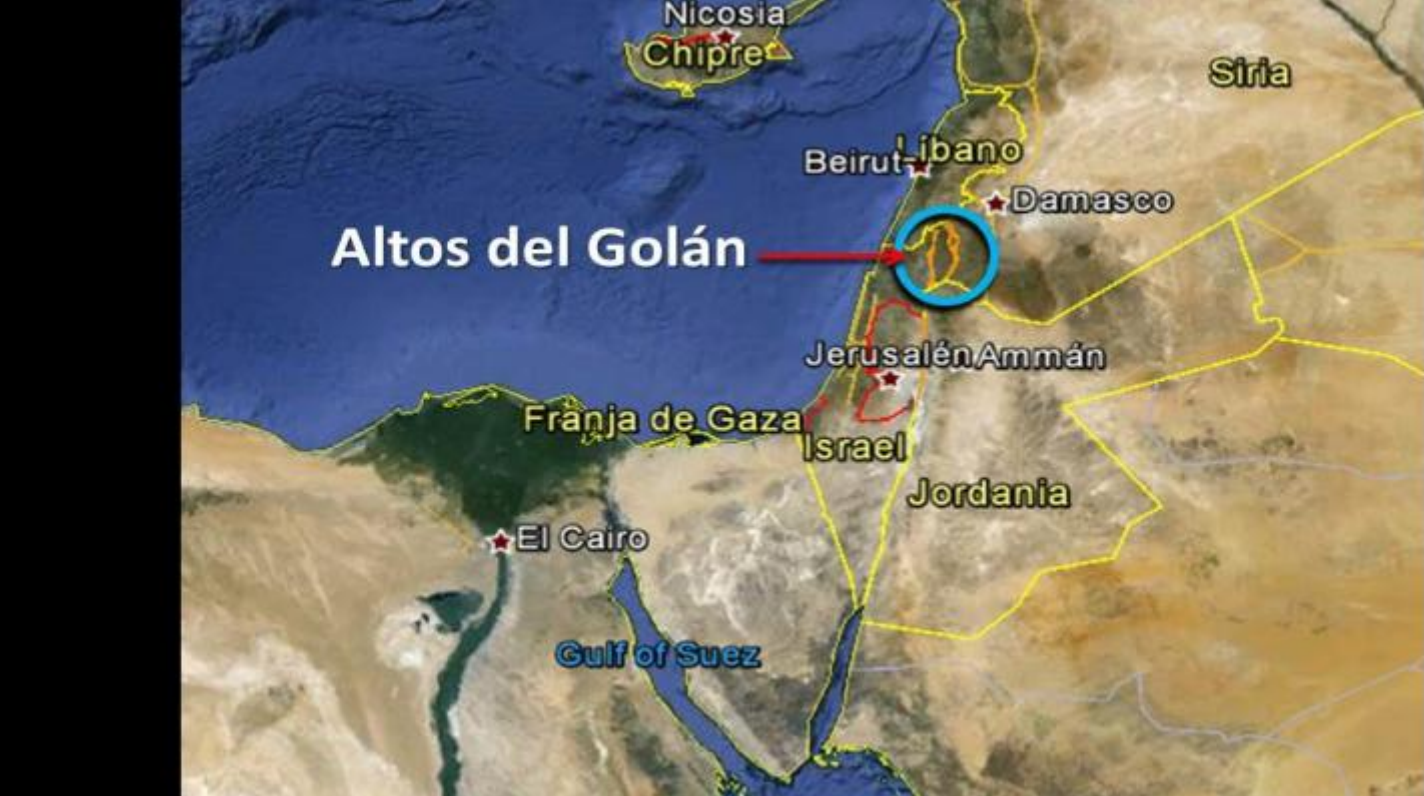 Nicosia
Chipre
Siria
Beirut
Líbano
Damasco
Altos del Golán
Jerusalén
Ammán
Franja de Gaza
Israel
Jordania
El Cairo
Gulf of Suez